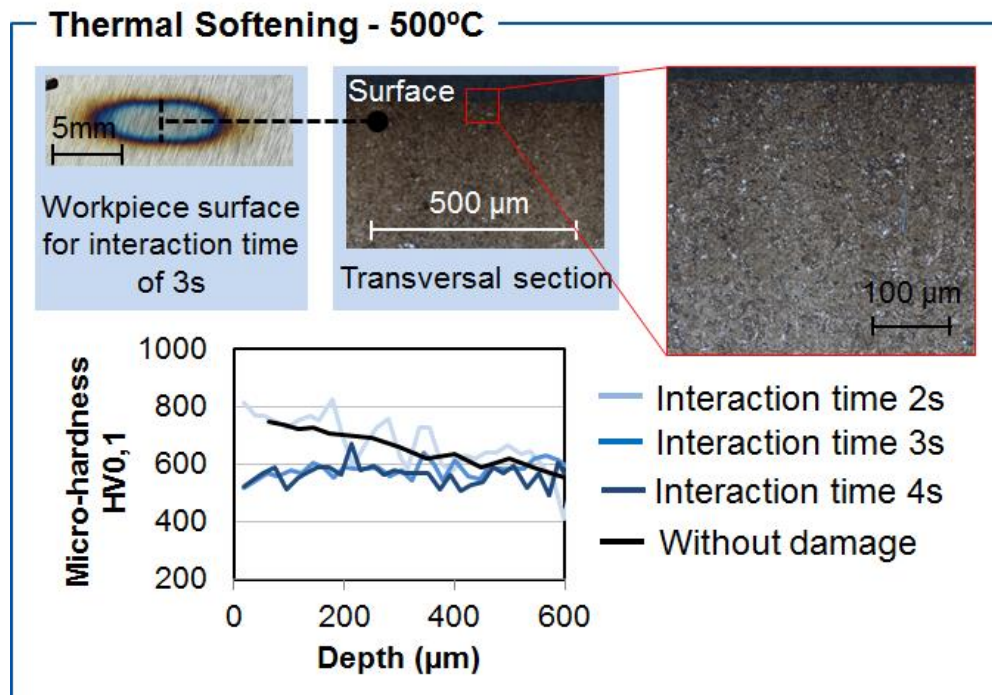 Thermal Softening - 500ºC
5mm
Workpiece surface
for interaction time
of 3s
Surface
500 µm
Transversal section
100 µm
Micro-hardness
HV0,1
1000
800
600
400
200
0
200
400
600
Depth (µm)
Interaction time 2s
Interaction time 3s
Interaction time 4s
Without damage